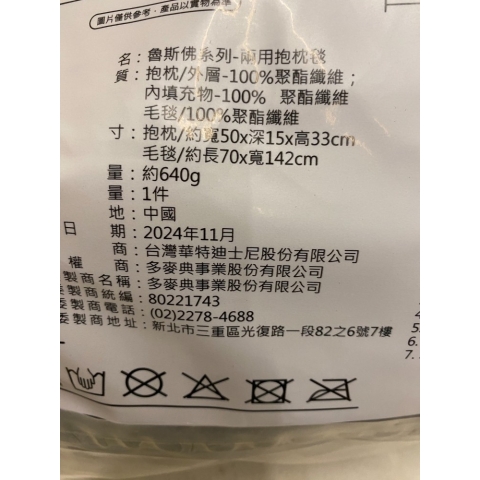 圖片僅供參考，產品以實物為準
名：魯斯佛系列-兩用抱枕毯
質：抱枕/外層-100%聚酯纖維；
內填充物-100% 聚酯纖維
毛毯/100%聚酯纖維
寸：抱枕/約寬50x深15x高33cm
毛毯/約長70x寬142cm
量：約640g
量：1件
地：中國
日 期：2024年11月
商：台灣華特迪士尼股份有限公司
權 商：多麥典事業股份有限公司
製商名稱：多麥典事業股份有限公司
委製商統編：80221743
委製商電話：(02)2278-4688
委製商地址：新北市三重區光復路一段82之6號7樓
5.
6.
7.